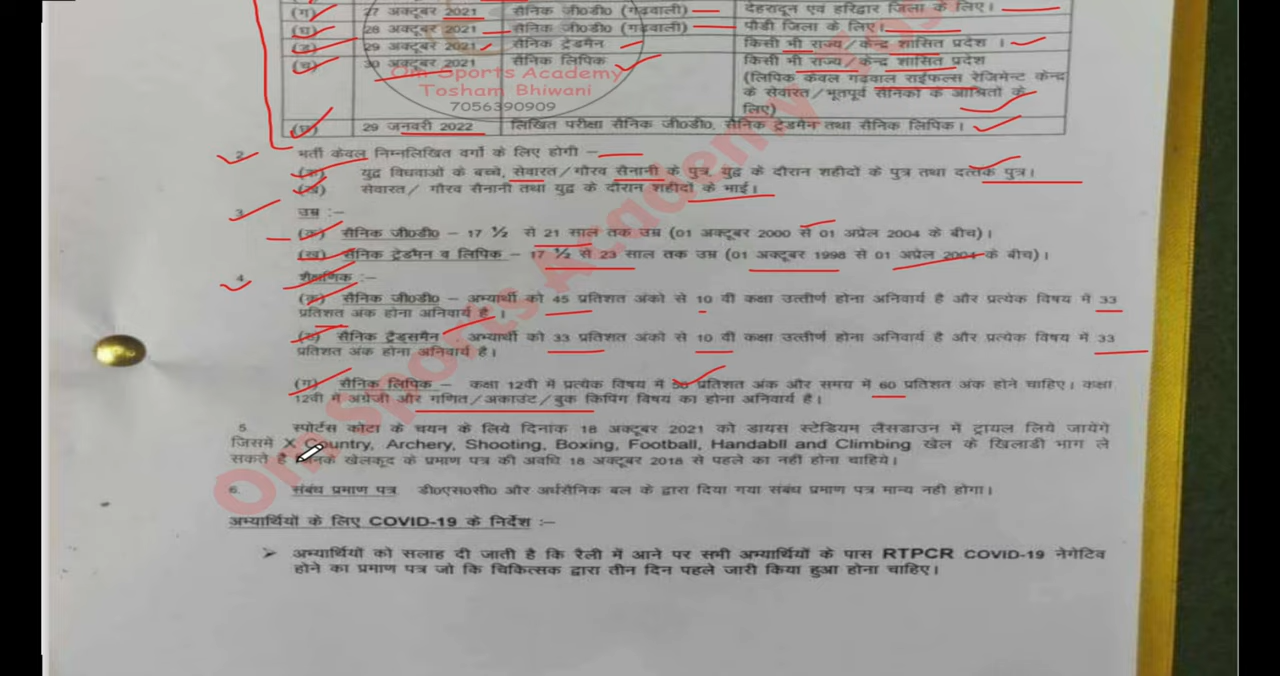 (ग) 27 अक्टूबर 2021 सैनिक जी0डी0 (गढ़वाली) देहरादून एवं हरिद्वार जिला के लिए।
(घ) 28 अक्टूबर 2021 सैनिक जी0डी0 (गढ़वाली) पौडी जिला के लिए।
(ड) 29 अक्टूबर 2021 सैनिक ट्रेडमैन किसी भी राज्य/केन्द्र शासित प्रदेश ।
(च) 30 अक्टूबर 2021 सैनिक लिपिक किसी भी राज्य/केन्द्र शासित प्रदेश
(लिपिक केवल गढ़वाल राईफल्स रेजिमेन्ट केन्द्र
के सेवारत/भूतपूर्व सैनिकों के आश्रितों के
लिए)
29 जनवरी 2022 लिखित परीक्षा सैनिक जी0डी0, सैनिक ट्रेडमैन तथा सैनिक लिपिक।
Om Sports Academy
Tosham Bhiwani
7056390909
2. भर्ती केवल निम्नलिखित वर्गो के लिए होगी –
(क) युद्व विधवाओं के बच्चे, सेवारत/गौरव सैनानी के पुत्र, युद्व के दौरान शहीदों के पुत्र तथा दत्तक पुत्र।
(ख) सेवारत/ गौरव सैनानी तथा युद्व के दौरान शहीदों के भाई।
3. उम्र :–
(क) सैनिक जी0डी0 – 17 ½ से 21 साल तक उम्र (01 अक्टूबर 2000 से 01 अप्रेल 2004 के बीच)।
(ख) सैनिक ट्रेडमैन व लिपिक – 17 ½ से 23 साल तक उम्र (01 अक्टूबर 1998 से 01 अप्रेल 2004 के बीच)।
4. शैक्षणिक :–
(क) सैनिक जी0डी0 – अभ्यार्थी को 45 प्रतिशत अंको से 10 वी कक्षा उत्तीर्ण होना अनिवार्य है और प्रत्येक विषय में 33
प्रतिशत अंक होना अनिवार्य है ।
सैनिक ट्रैडसमैन अभ्यार्थी को 33 प्रतिशत अंको से 10 वी कक्षा उत्तीर्ण होना अनिवार्य है और प्रत्येक विषय में 33
प्रतिशत अंक होना अनिवार्य है।
(ग) सैनिक लिपिक – कक्षा 12वी में प्रत्येक विषय में 50 प्रतिशत अंक और समग्र में 60 प्रतिशत अंक होने चाहिए। कक्षा
12वी में अंग्रेजी और गणित/अकाउंट/बुक किपिंग विषय का होना अनिवार्य है।
5. स्पोर्टस कोटा के चयन के लिये दिनांक 18 अक्टूबर 2021 को डायस स्टेडियम लैंसडाउन में ट्रायल लिये जायेंगे
जिसमें X Country, Archery, Shooting, Boxing, Football, Handabll and Climbing खेल के खिलाडी भाग ले
सकते है जिनके खेलकूद के प्रमाण पत्र की अवधि 18 अक्टूबर 2018 से पहले का नहीं होना चाहिये।
6. संबंध प्रमाण पत्र डी0एस0सी0 और अर्धसैनिक बल के द्वारा दिया गया संबंध प्रमाण पत्र मान्य नही होगा।
अभ्यार्थियों के लिए COVID-19 के निर्देश :–
➢ अभ्यार्थियों को सलाह दी जाती है कि रैली में आने पर सभी अभ्यार्थियों के पास RTPCR COVID-19 नेगेटिव
होने का प्रमाण पत्र जो कि चिकित्सक द्वारा तीन दिन पहले जारी किया हुआ होना चाहिए।
Om Sports Academy